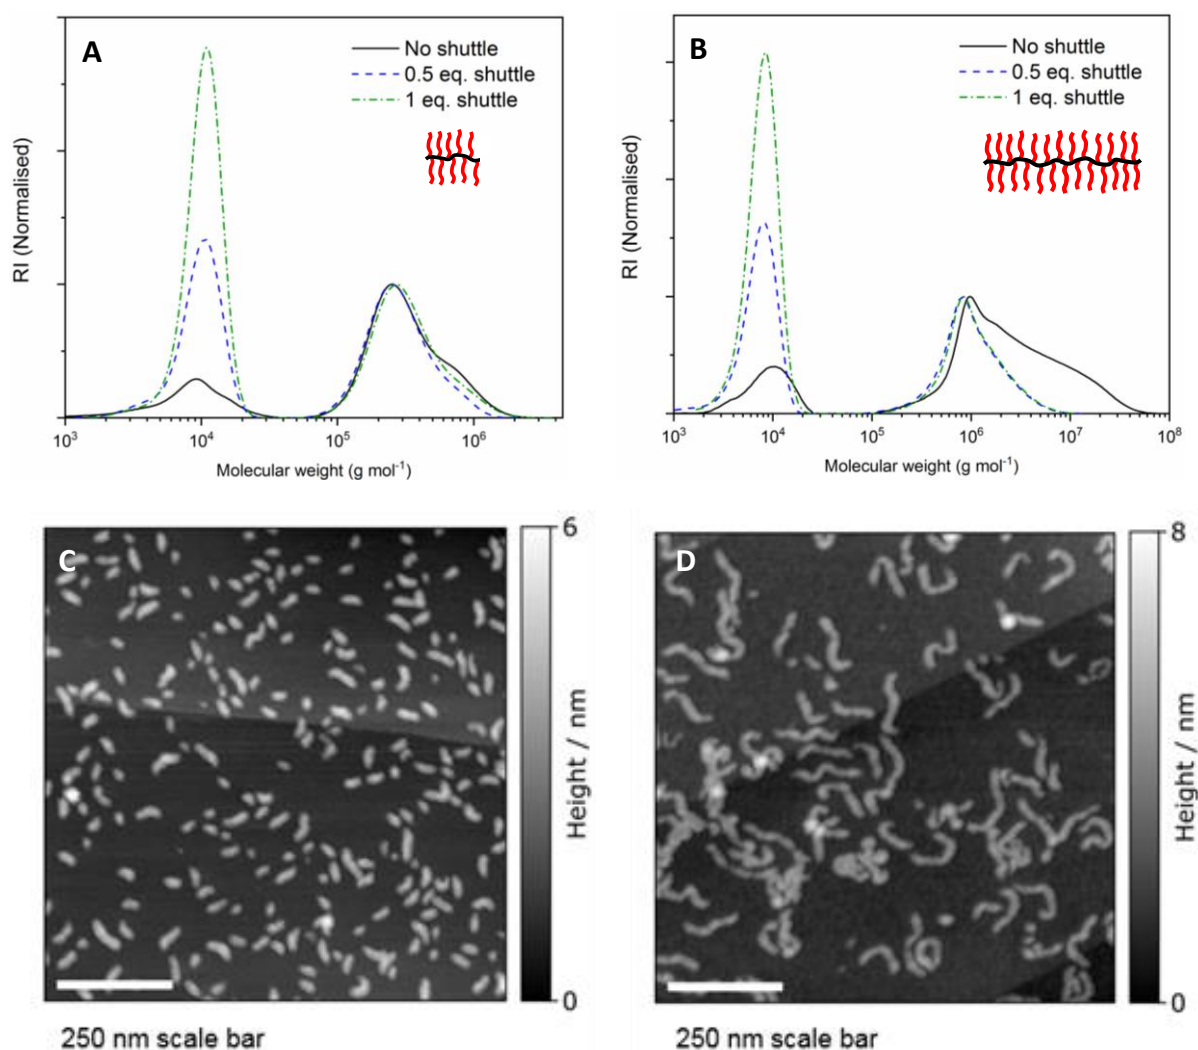 A
No shuttle
0.5 eq. shuttle
1 eq. shuttle
RI (Normalised)
10³ 10⁴ 10⁵ 10⁶
Molecular weight (g mol⁻¹)
B
No shuttle
0.5 eq. shuttle
1 eq. shuttle
RI (Normalised)
10³ 10⁴ 10⁵ 10⁶ 10⁷ 10⁸
Molecular weight (g mol⁻¹)
C
6
Height / nm
0
250 nm scale bar
D
8
Height / nm
0
250 nm scale bar